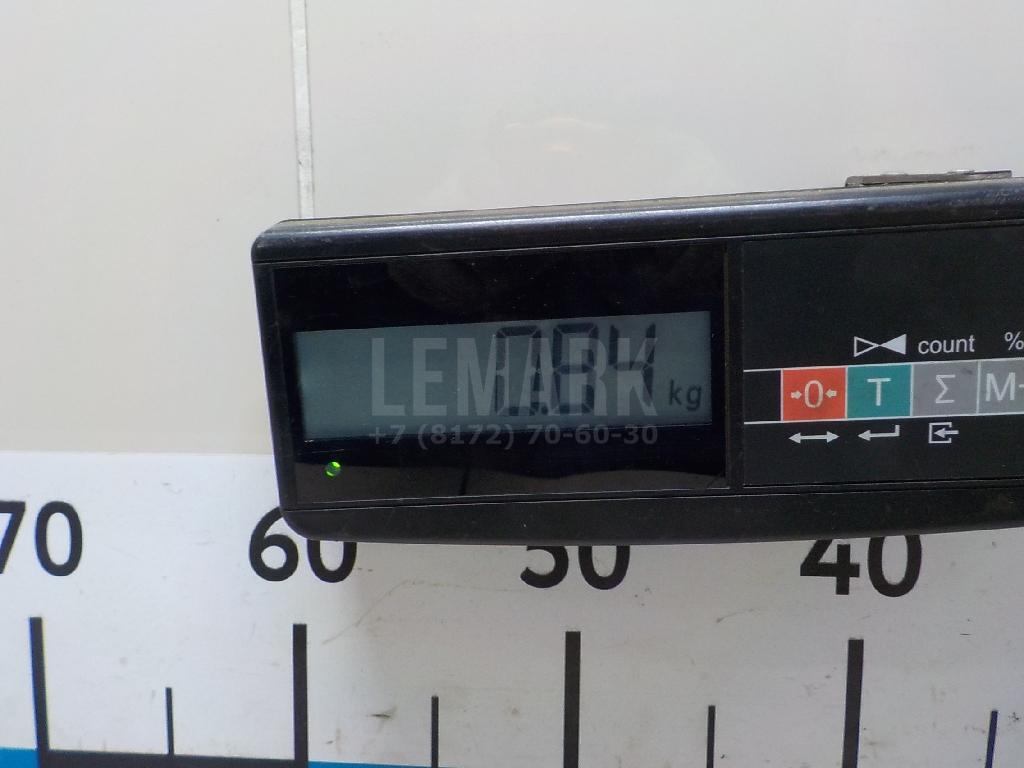 LEMARK
0.84 kg
+7 (8172) 70-60-30
count %
→0← T Σ M
70 60 50 40